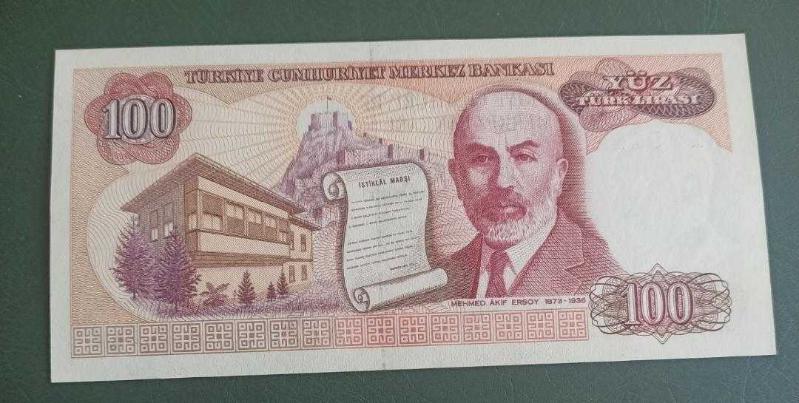 TÜRKİYE CUMHURİYET MERKEZ BANKASI
100
YÜZ
TÜRK LİRASI
İSTİKLÂL MARŞI
MEHMED ÂKİF ERSOY 1873-1936
100